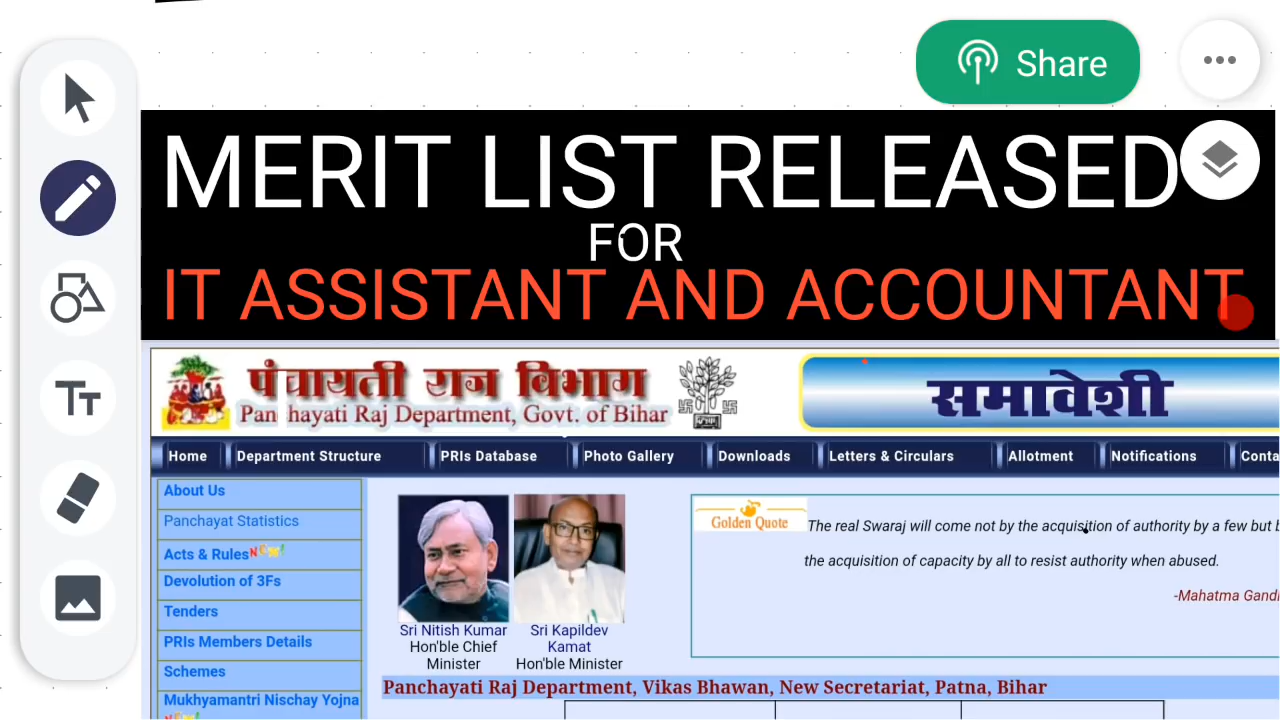 Share
MERIT LIST RELEASED
FOR
IT ASSISTANT AND ACCOUNTANT
पंचायती राज विभाग
Panchayati Raj Department, Govt. of Bihar
समावेशी
Home Department Structure PRIs Database Photo Gallery Downloads Letters & Circulars Allotment Notifications Conta
About Us
Panchayat Statistics
Acts & Rules NEW!
Devolution of 3Fs
Tenders
PRIs Members Details
Schemes
Mukhyamantri Nischay Yojna
Sri Nitish Kumar
Hon'ble Chief
Minister
Sri Kapildev
Kamat
Hon'ble Minister
Golden Quote
The real Swaraj will come not by the acquisition of authority by a few but b
the acquisition of capacity by all to resist authority when abused.
-Mahatma Gandh
Panchayati Raj Department, Vikas Bhawan, New Secretariat, Patna, Bihar
TT